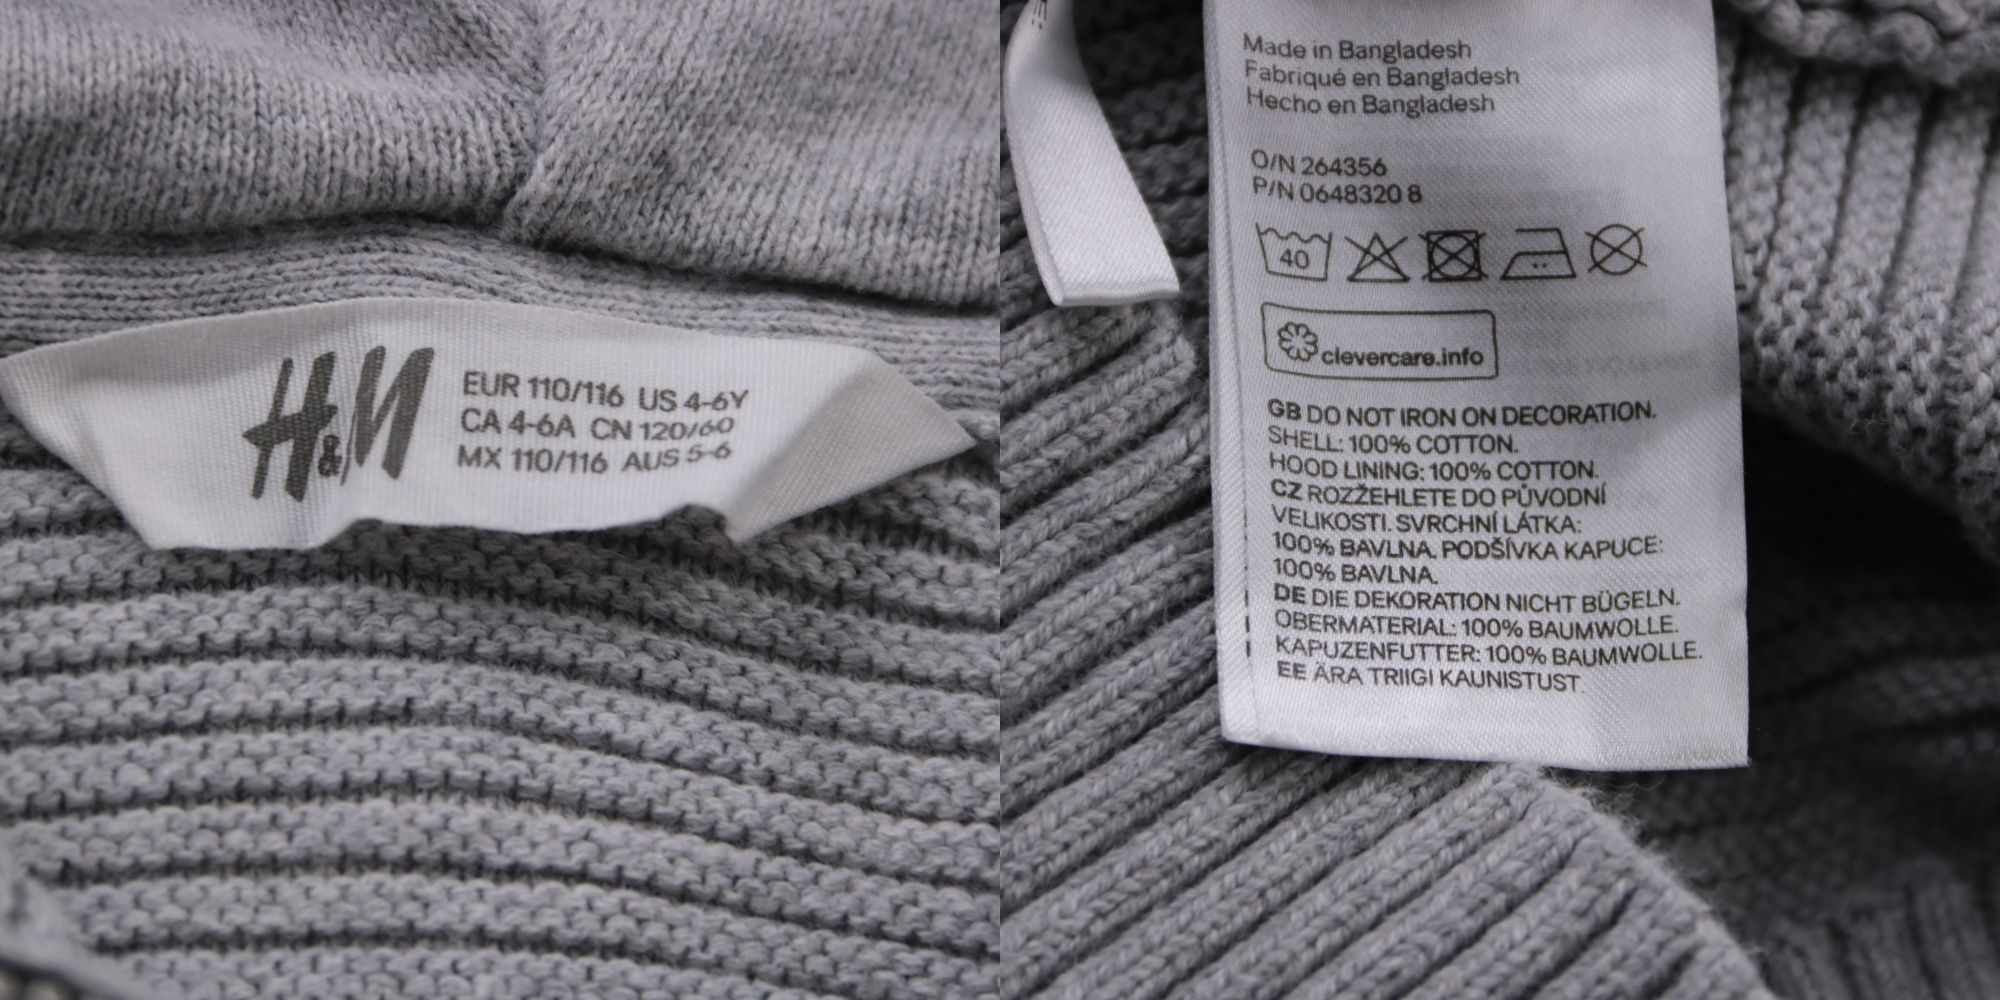 H&M
EUR 110/116 US 4-6Y
CA 4-6A CN 120/60
MX 110/116 AUS 5-6
Made in Bangladesh
Fabriqué en Bangladesh
Hecho en Bangladesh
O/N 264356
P/N 0648320 8
40
clevercare.info
GB DO NOT IRON ON DECORATION.
SHELL: 100% COTTON.
HOOD LINING: 100% COTTON.
CZ ROZŽEHLETE DO PŮVODNÍ
VELIKOSTI. SVRCHNÍ LÁTKA:
100% BAVLNA. PODŠÍVKA KAPUCE:
100% BAVLNA.
DE DIE DEKORATION NICHT BÜGELN.
OBERMATERIAL: 100% BAUMWOLLE.
KAPUZENFUTTER: 100% BAUMWOLLE.
EE ÄRA TRIIGI KAUNISTUST.